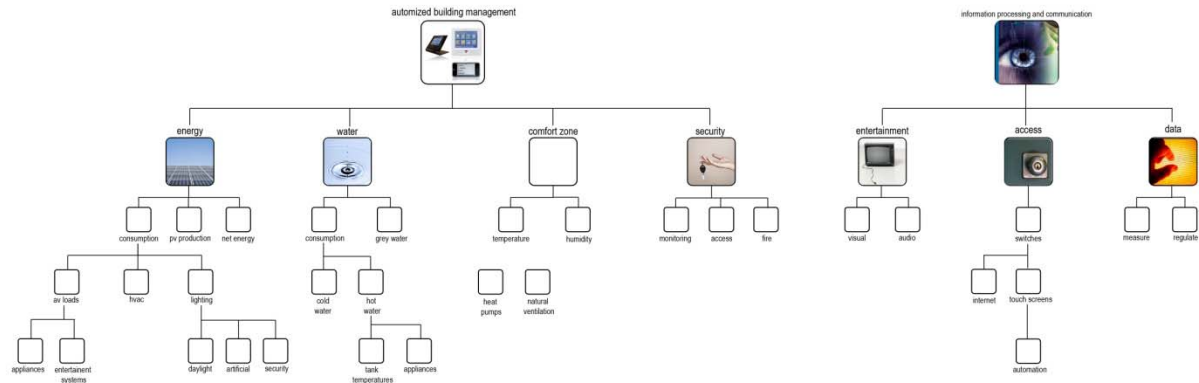 automized building management
information processing and communication
energy
water
comfort zone
security
entertainment
access
data
consumption
pv production
net energy
consumption
grey water
temperature
humidity
monitoring
access
fire
visual
audio
switches
measure
regulate
av loads
hvac
lighting
cold
water
hot
water
heat
pumps
natural
ventilation
internet
touch screens
appliances
entertainent
systems
daylight
artificial
security
tank
temperatures
appliances
automation